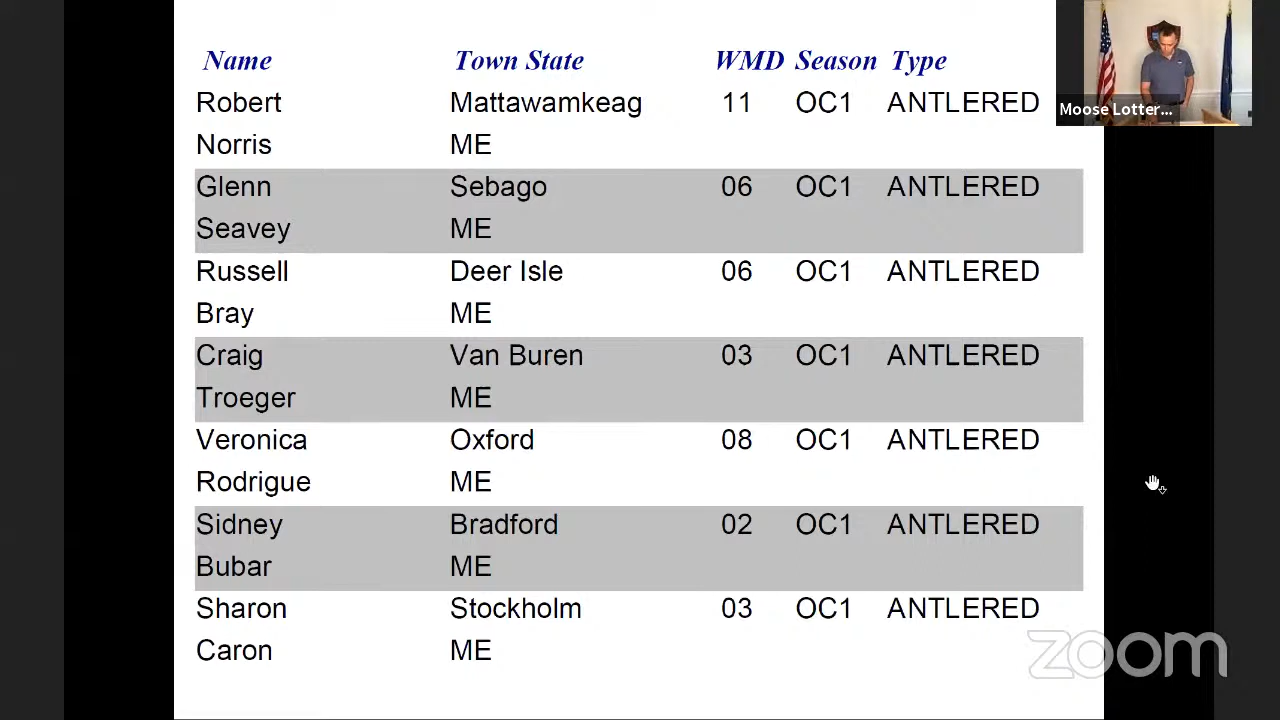 Name Town State WMD Season Type
Robert Mattawamkeag 11 OC1 ANTLERED
Norris ME
Glenn Sebago 06 OC1 ANTLERED
Seavey ME
Russell Deer Isle 06 OC1 ANTLERED
Bray ME
Craig Van Buren 03 OC1 ANTLERED
Troeger ME
Veronica Oxford 08 OC1 ANTLERED
Rodrigue ME
Sidney Bradford 02 OC1 ANTLERED
Bubar ME
Sharon Stockholm 03 OC1 ANTLERED
Caron ME
Moose Lotter...
zoom